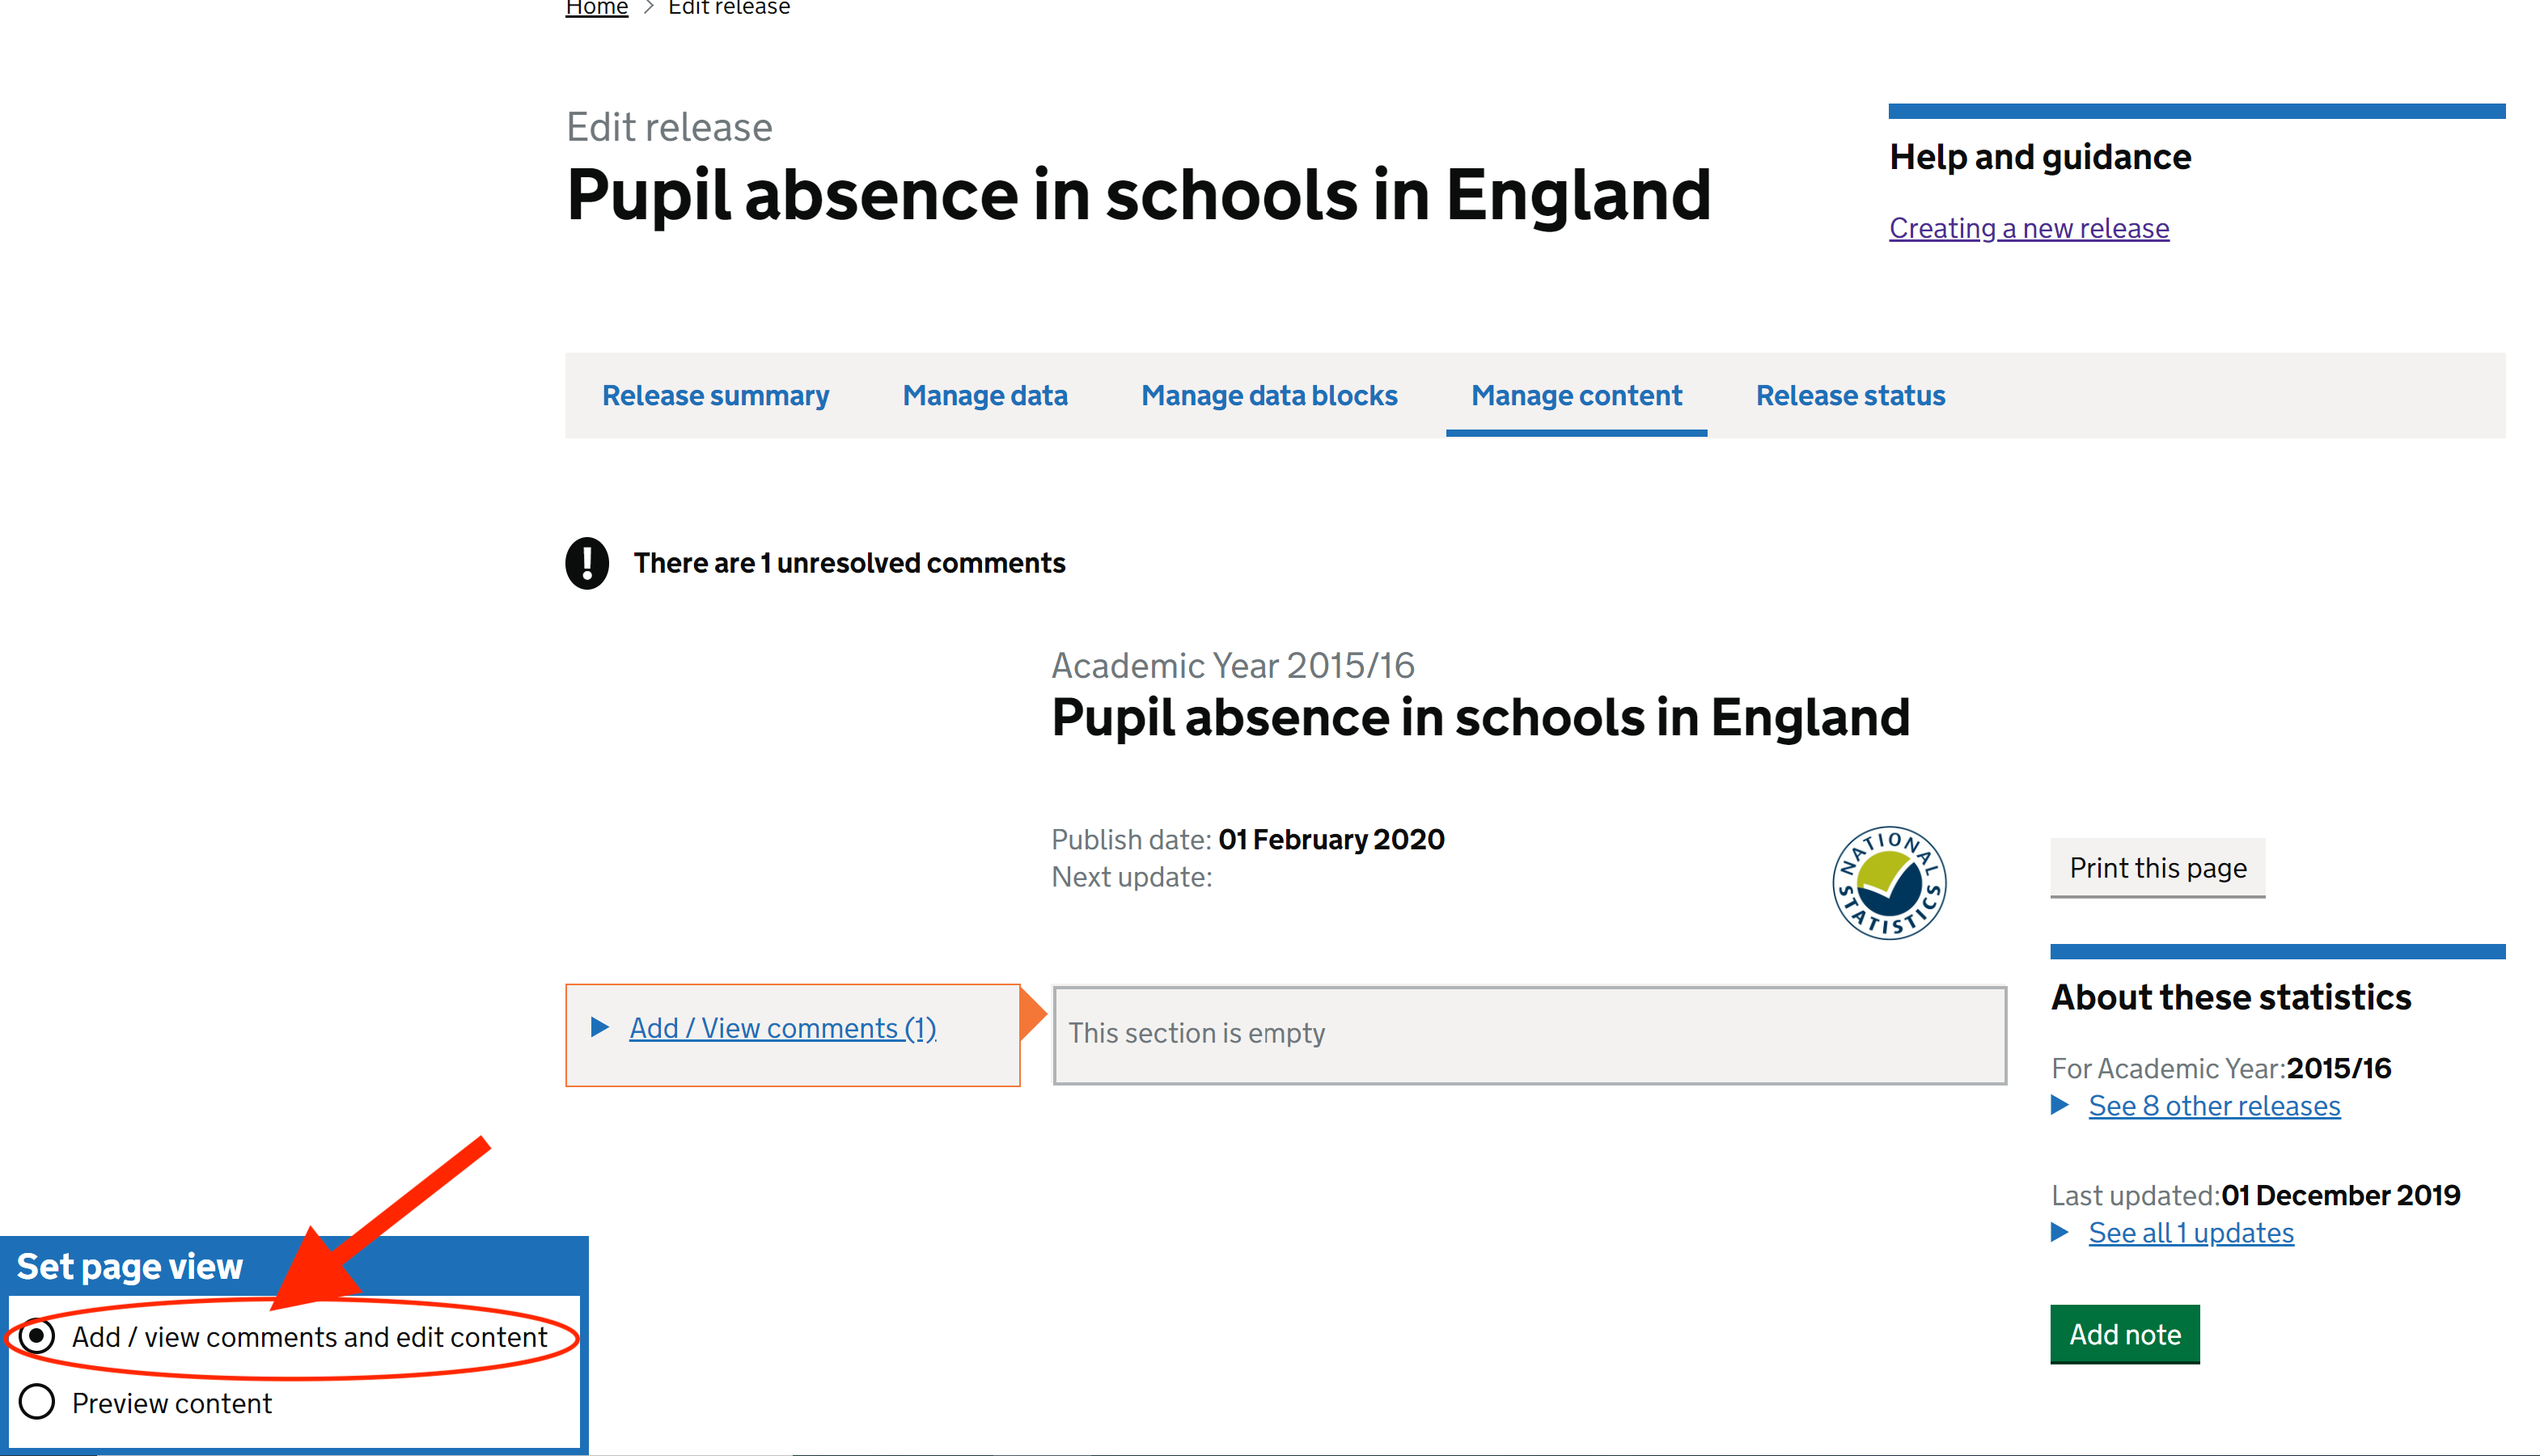 Home > Edit release
Edit release
Pupil absence in schools in England
Help and guidance
Creating a new release
Release summary
Manage data
Manage data blocks
Manage content
Release status
! There are 1 unresolved comments
Academic Year 2015/16
Pupil absence in schools in England
Publish date: 01 February 2020
Next update:
NATIONAL STATISTICS
Print this page
Add / View comments (1)
This section is empty
About these statistics
For Academic Year:2015/16
See 8 other releases
Last updated:01 December 2019
See all 1 updates
Add note
Set page view
Add / view comments and edit content
Preview content